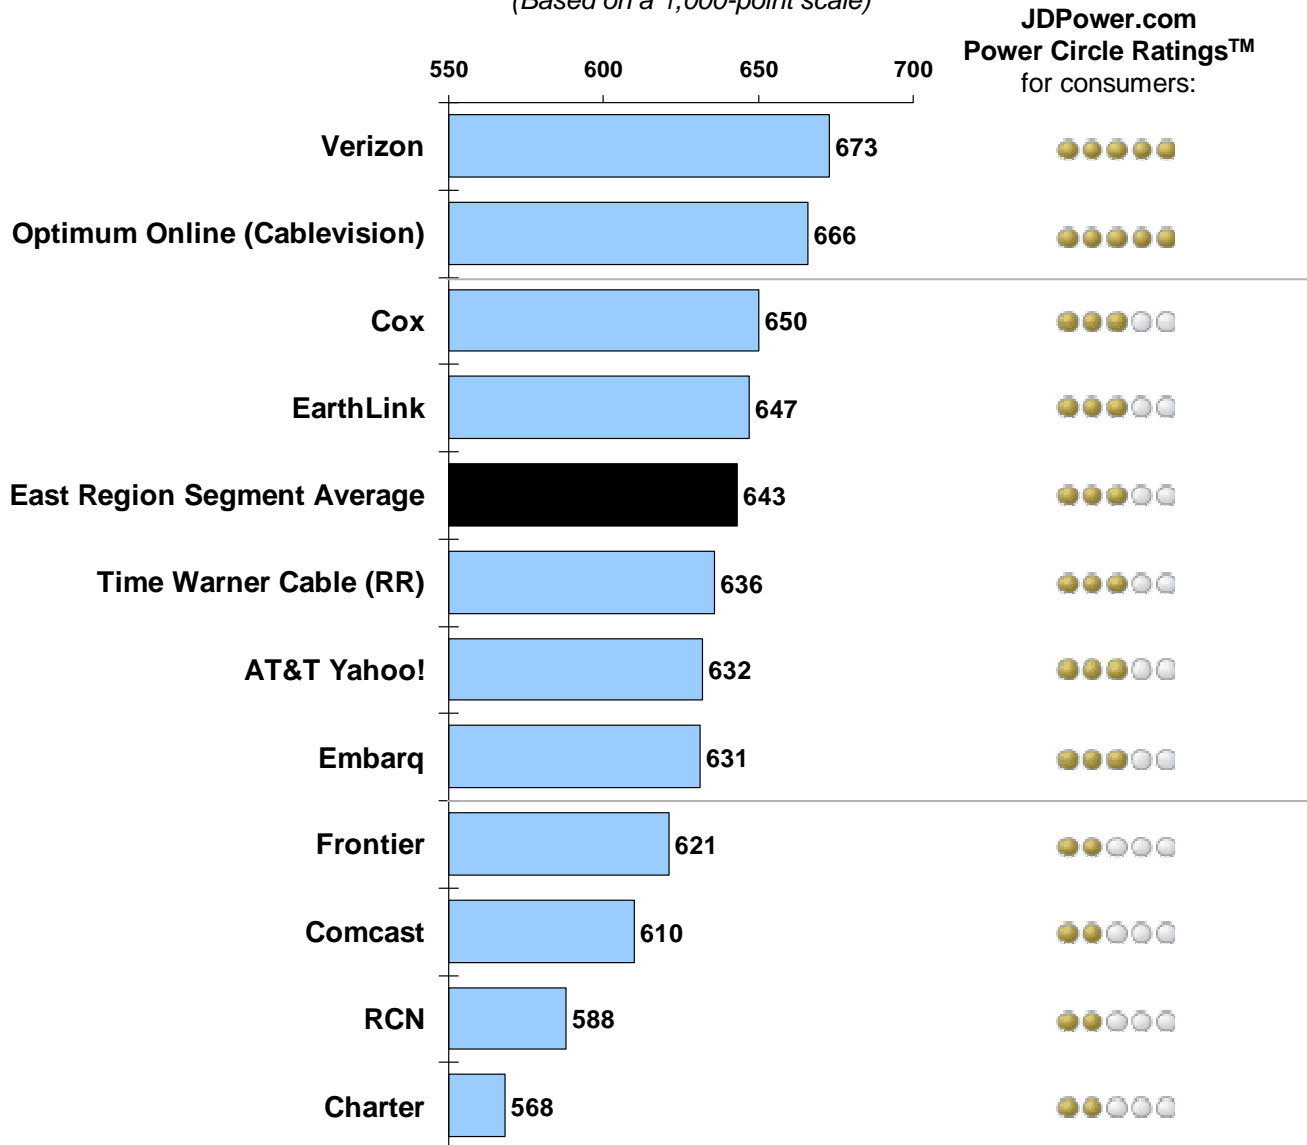 (Based on a 1,000-point scale)
JDPower.com
Power Circle Ratings™
for consumers:
550 600 650 700
Verizon 673
Optimum Online (Cablevision) 666
Cox 650
EarthLink 647
East Region Segment Average 643
Time Warner Cable (RR) 636
AT&T Yahoo! 632
Embarq 631
Frontier 621
Comcast 610
RCN 588
Charter 568